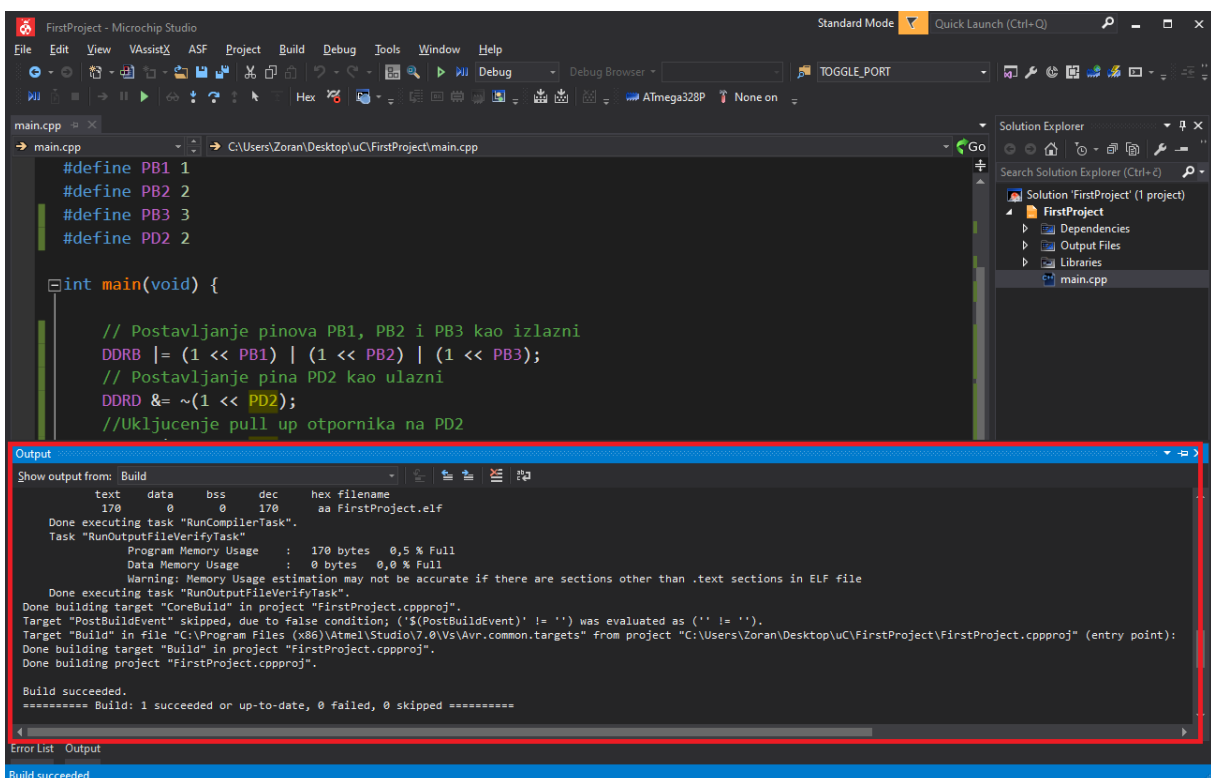 FirstProject - Microchip Studio
Standard Mode
Quick Launch (Ctrl+Q)
File Edit View VAssistX ASF Project Build Debug Tools Window Help
Debug Debug Browser TOGGLE_PORT
Hex ATmega328P None on
main.cpp
main.cpp C:\Users\Zoran\Desktop\uC\FirstProject\main.cpp Go
#define PB1 1
#define PB2 2
#define PB3 3
#define PD2 2
int main(void) {
// Postavljanje pinova PB1, PB2 i PB3 kao izlazni
DDRB |= (1 << PB1) | (1 << PB2) | (1 << PB3);
// Postavljanje pina PD2 kao ulazni
DDRD &= ~(1 << PD2);
//Ukljucenje pull up otpornika na PD2
Solution Explorer
Search Solution Explorer (Ctrl+č)
Solution 'FirstProject' (1 project)
FirstProject
Dependencies
Output Files
Libraries
main.cpp
Output
Show output from: Build
text data bss dec hex filename
170 0 0 170 aa FirstProject.elf
Done executing task "RunCompilerTask".
Task "RunOutputFileVerifyTask"
Program Memory Usage : 170 bytes 0,5 % Full
Data Memory Usage : 0 bytes 0,0 % Full
Warning: Memory Usage estimation may not be accurate if there are sections other than .text sections in ELF file
Done executing task "RunOutputFileVerifyTask".
Done building target "CoreBuild" in project "FirstProject.cppproj".
Target "PostBuildEvent" skipped, due to false condition; ('$(PostBuildEvent)' != '') was evaluated as ('' != '').
Target "Build" in file "C:\Program Files (x86)\Atmel\Studio\7.0\Vs\Avr.common.targets" from project "C:\Users\Zoran\Desktop\uC\FirstProject\FirstProject.cppproj" (entry point):
Done building target "Build" in project "FirstProject.cppproj".
Done building project "FirstProject.cppproj".
Build succeeded.
========== Build: 1 succeeded or up-to-date, 0 failed, 0 skipped ==========
Error List Output
Build succeeded